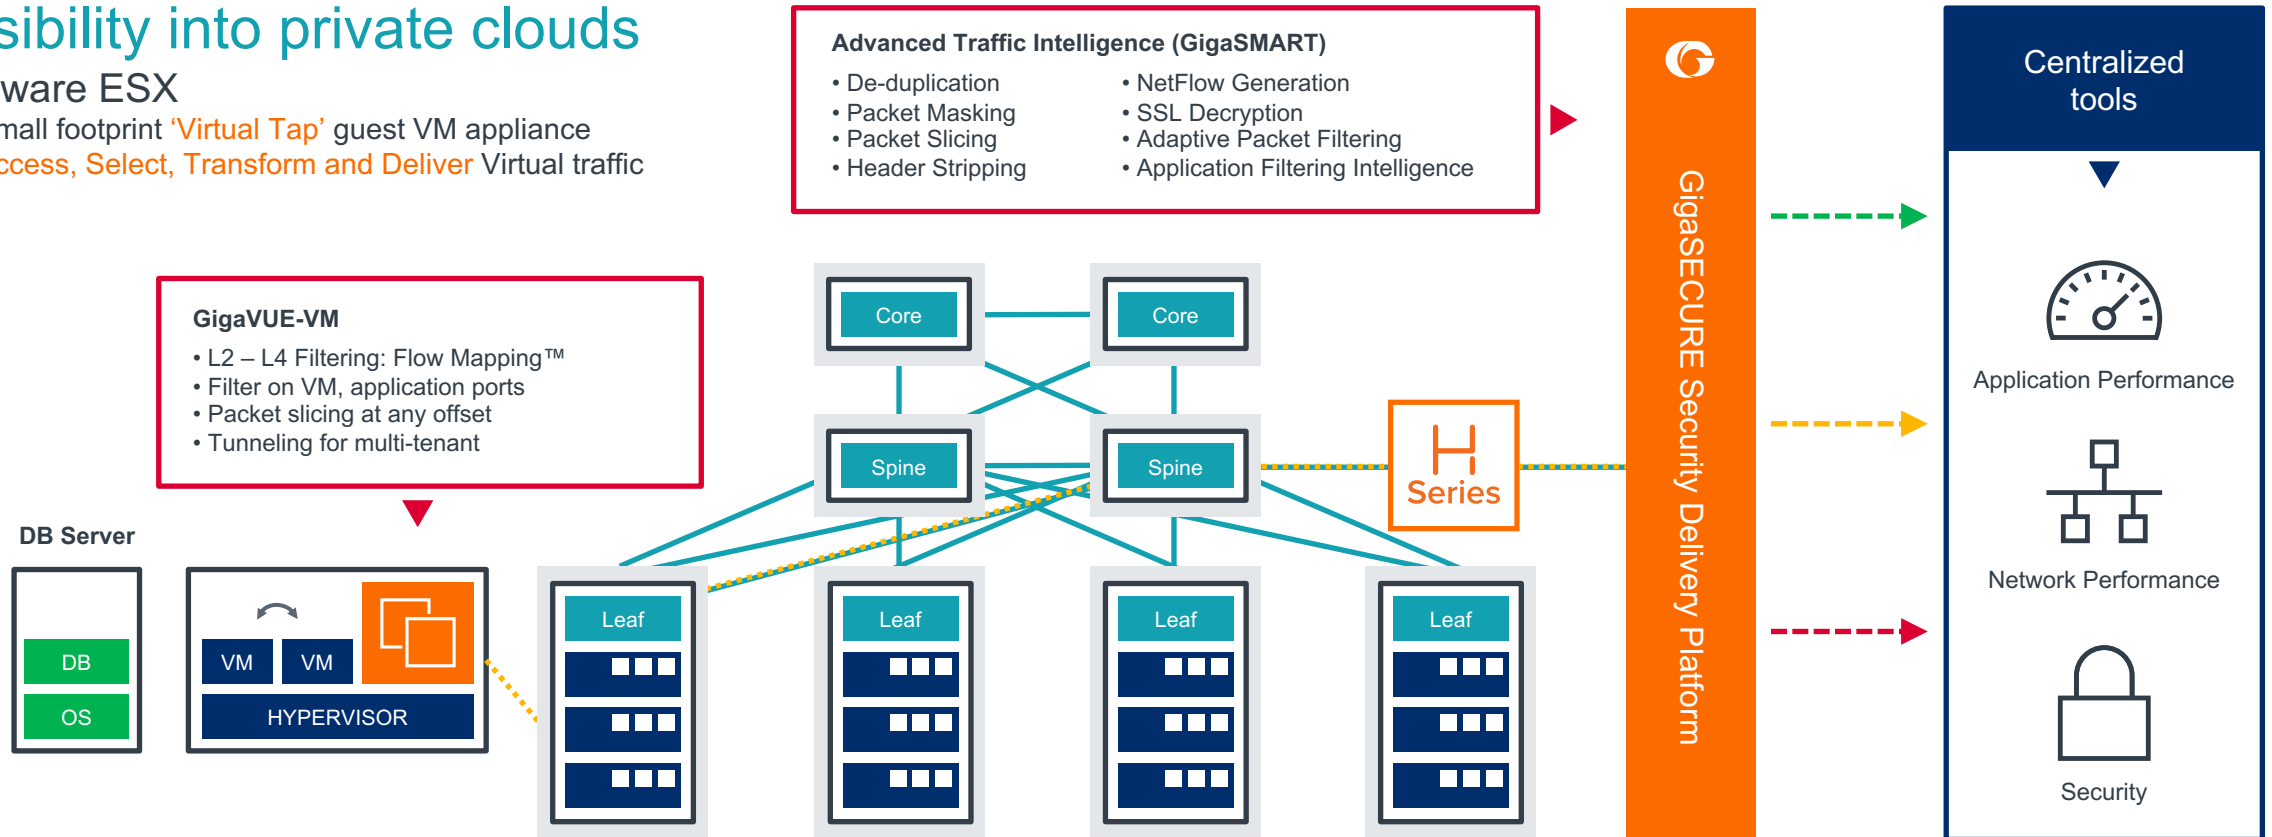 sibility into private clouds
ware ESX
mall footprint ‘Virtual Tap’ guest VM appliance
ccess, Select, Transform and Deliver Virtual traffic
Advanced Traffic Intelligence (GigaSMART)
• De-duplication
• Packet Masking
• Packet Slicing
• Header Stripping
• NetFlow Generation
• SSL Decryption
• Adaptive Packet Filtering
• Application Filtering Intelligence
GigaVUE-VM
• L2 – L4 Filtering: Flow Mapping™
• Filter on VM, application ports
• Packet slicing at any offset
• Tunneling for multi-tenant
DB Server
DB
OS
VM
VM
HYPERVISOR
Core
Core
Spine
Spine
Leaf
Leaf
Leaf
Leaf
H
Series
GigaSECURE Security Delivery Platform
Centralized
tools
Application Performance
Network Performance
Security